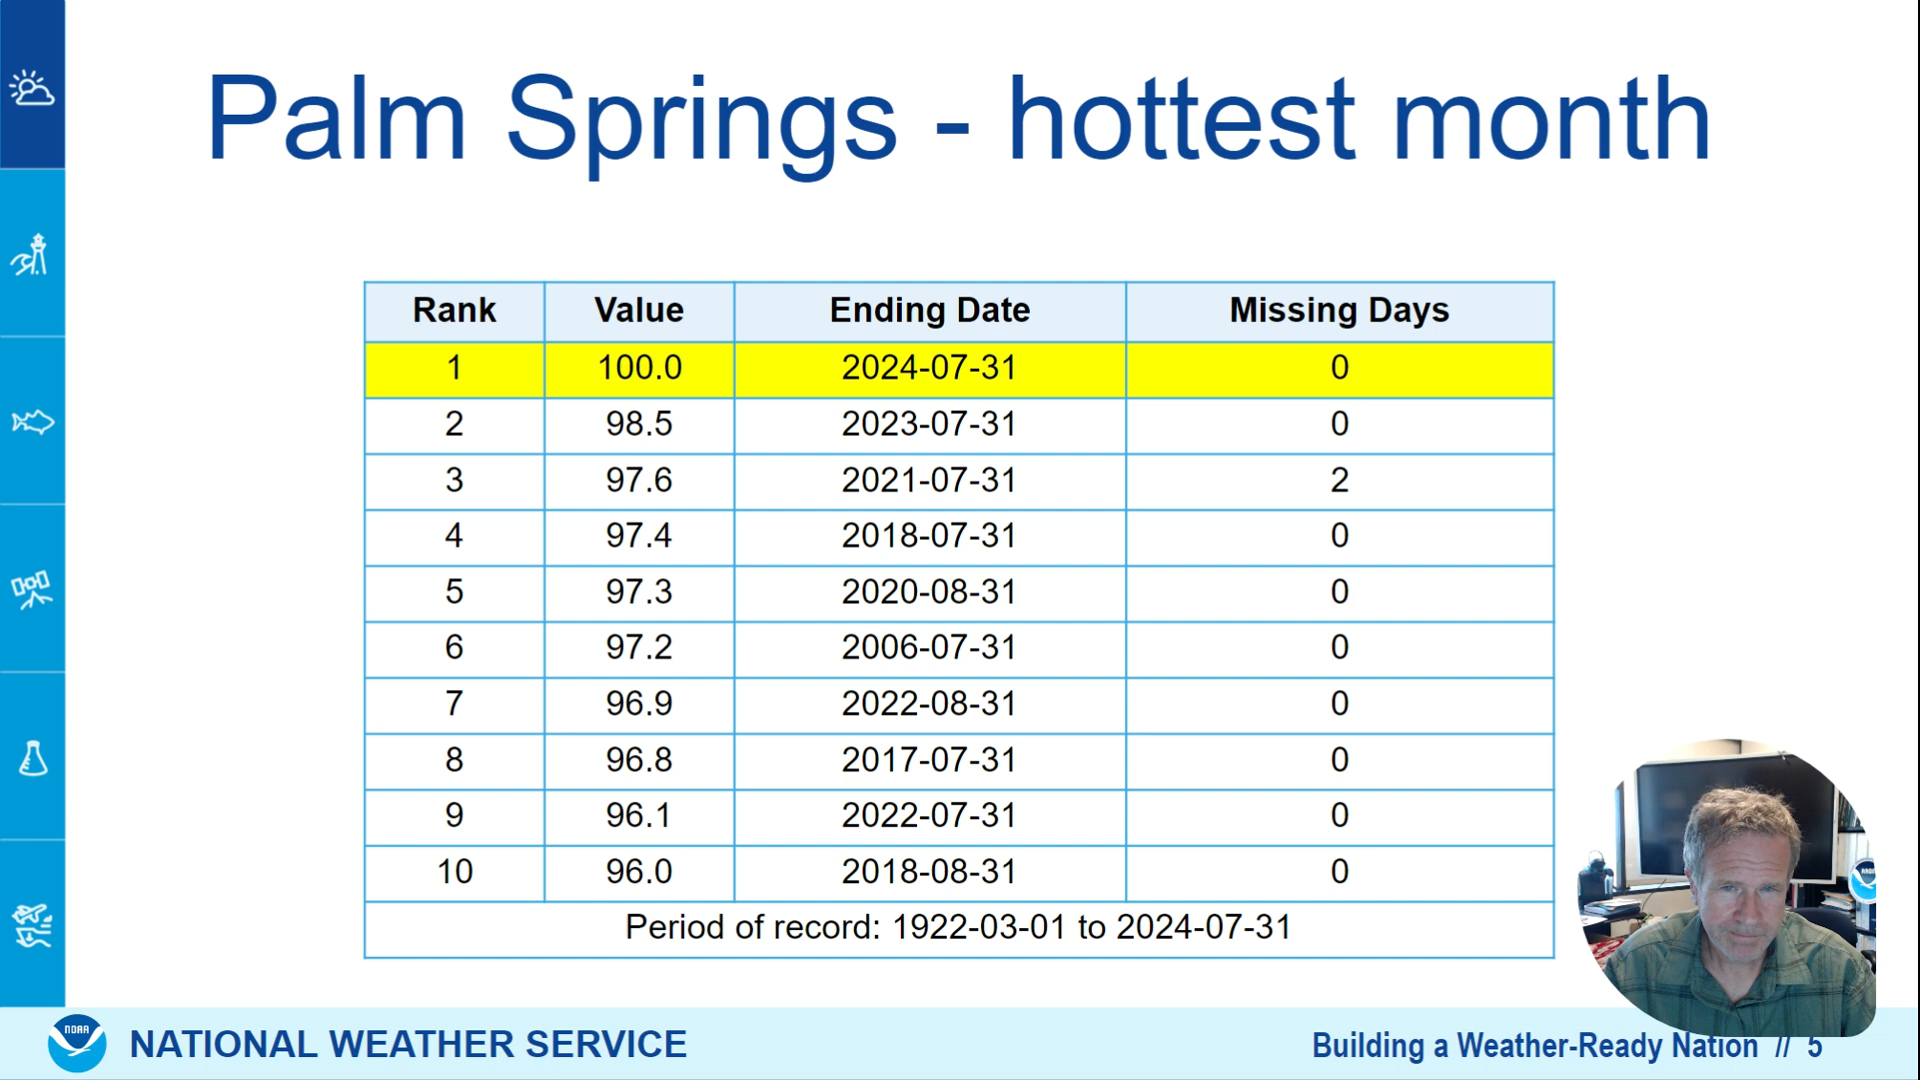 Palm Springs - hottest month
Rank Value Ending Date Missing Days
1 100.0 2024-07-31 0
2 98.5 2023-07-31 0
3 97.6 2021-07-31 2
4 97.4 2018-07-31 0
5 97.3 2020-08-31 0
6 97.2 2006-07-31 0
7 96.9 2022-08-31 0
8 96.8 2017-07-31 0
9 96.1 2022-07-31 0
10 96.0 2018-08-31 0
Period of record: 1922-03-01 to 2024-07-31
NOAA
NATIONAL WEATHER SERVICE
Building a Weather-Ready Nation // 5